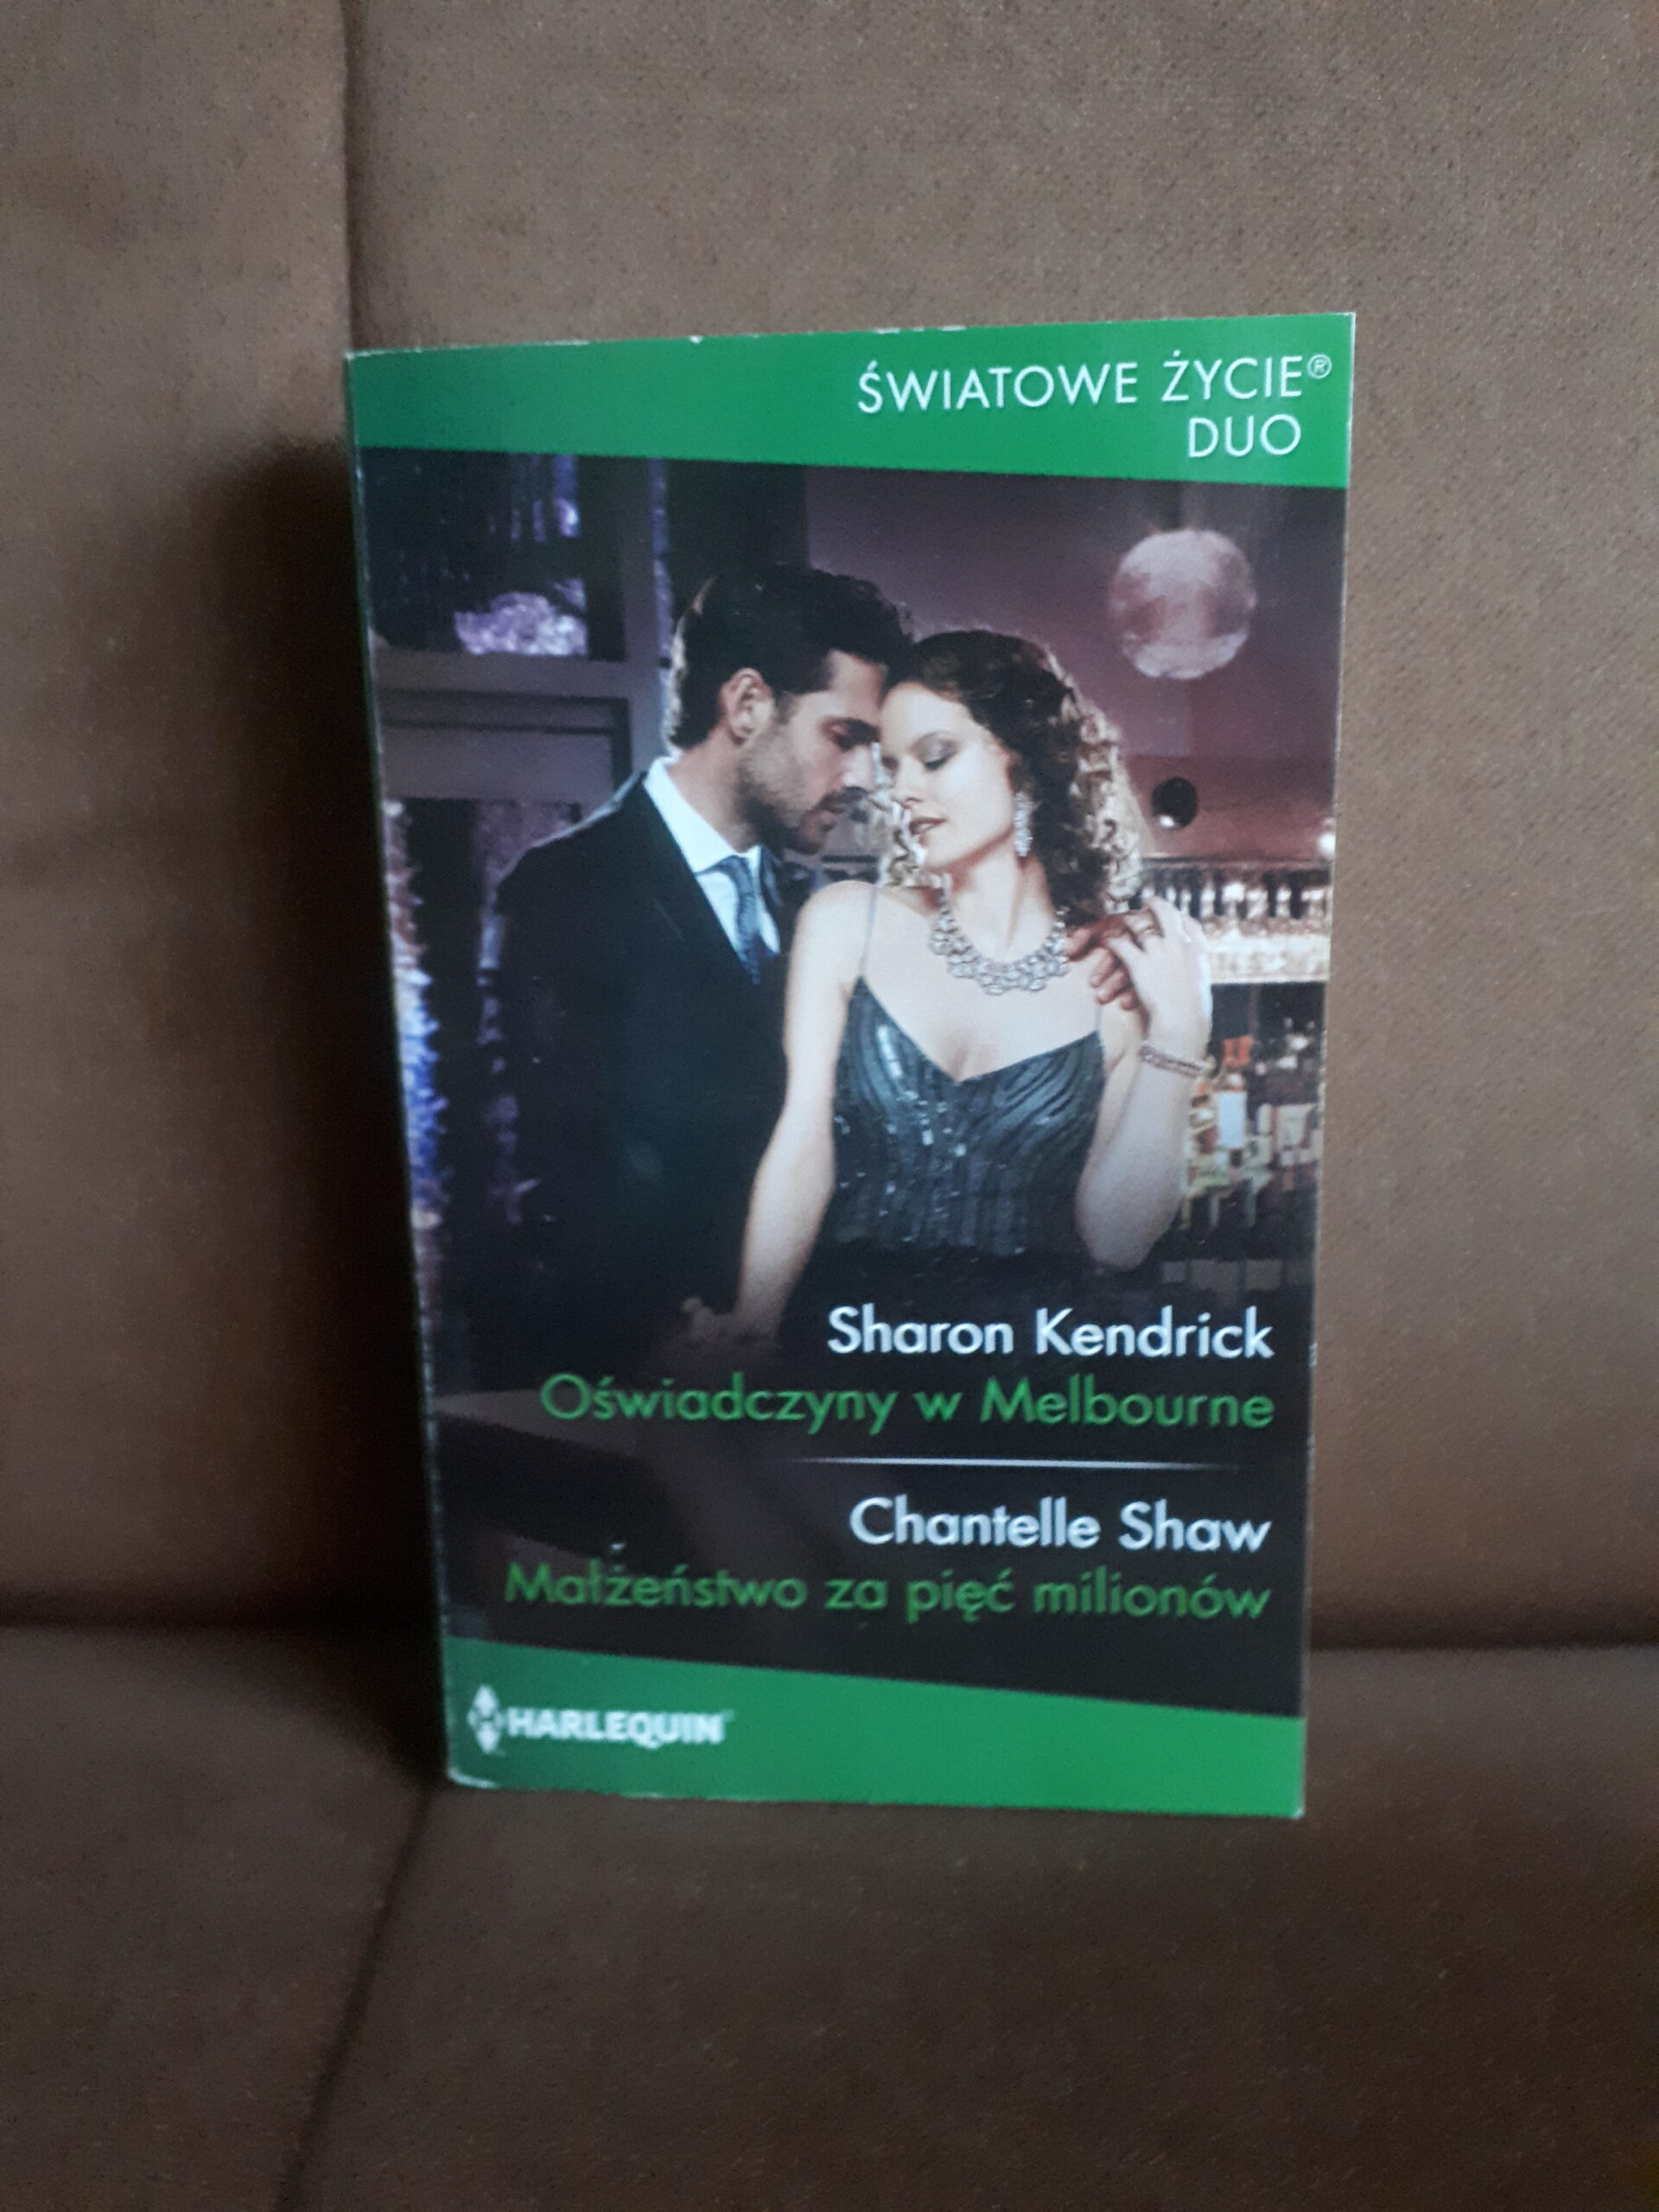 ŚWIATOWE ŻYCIE®
DUO
Sharon Kendrick
Oświadczyny w Melbourne
Chantelle Shaw
Małżeństwo za pięć milionów
HARLEQUIN